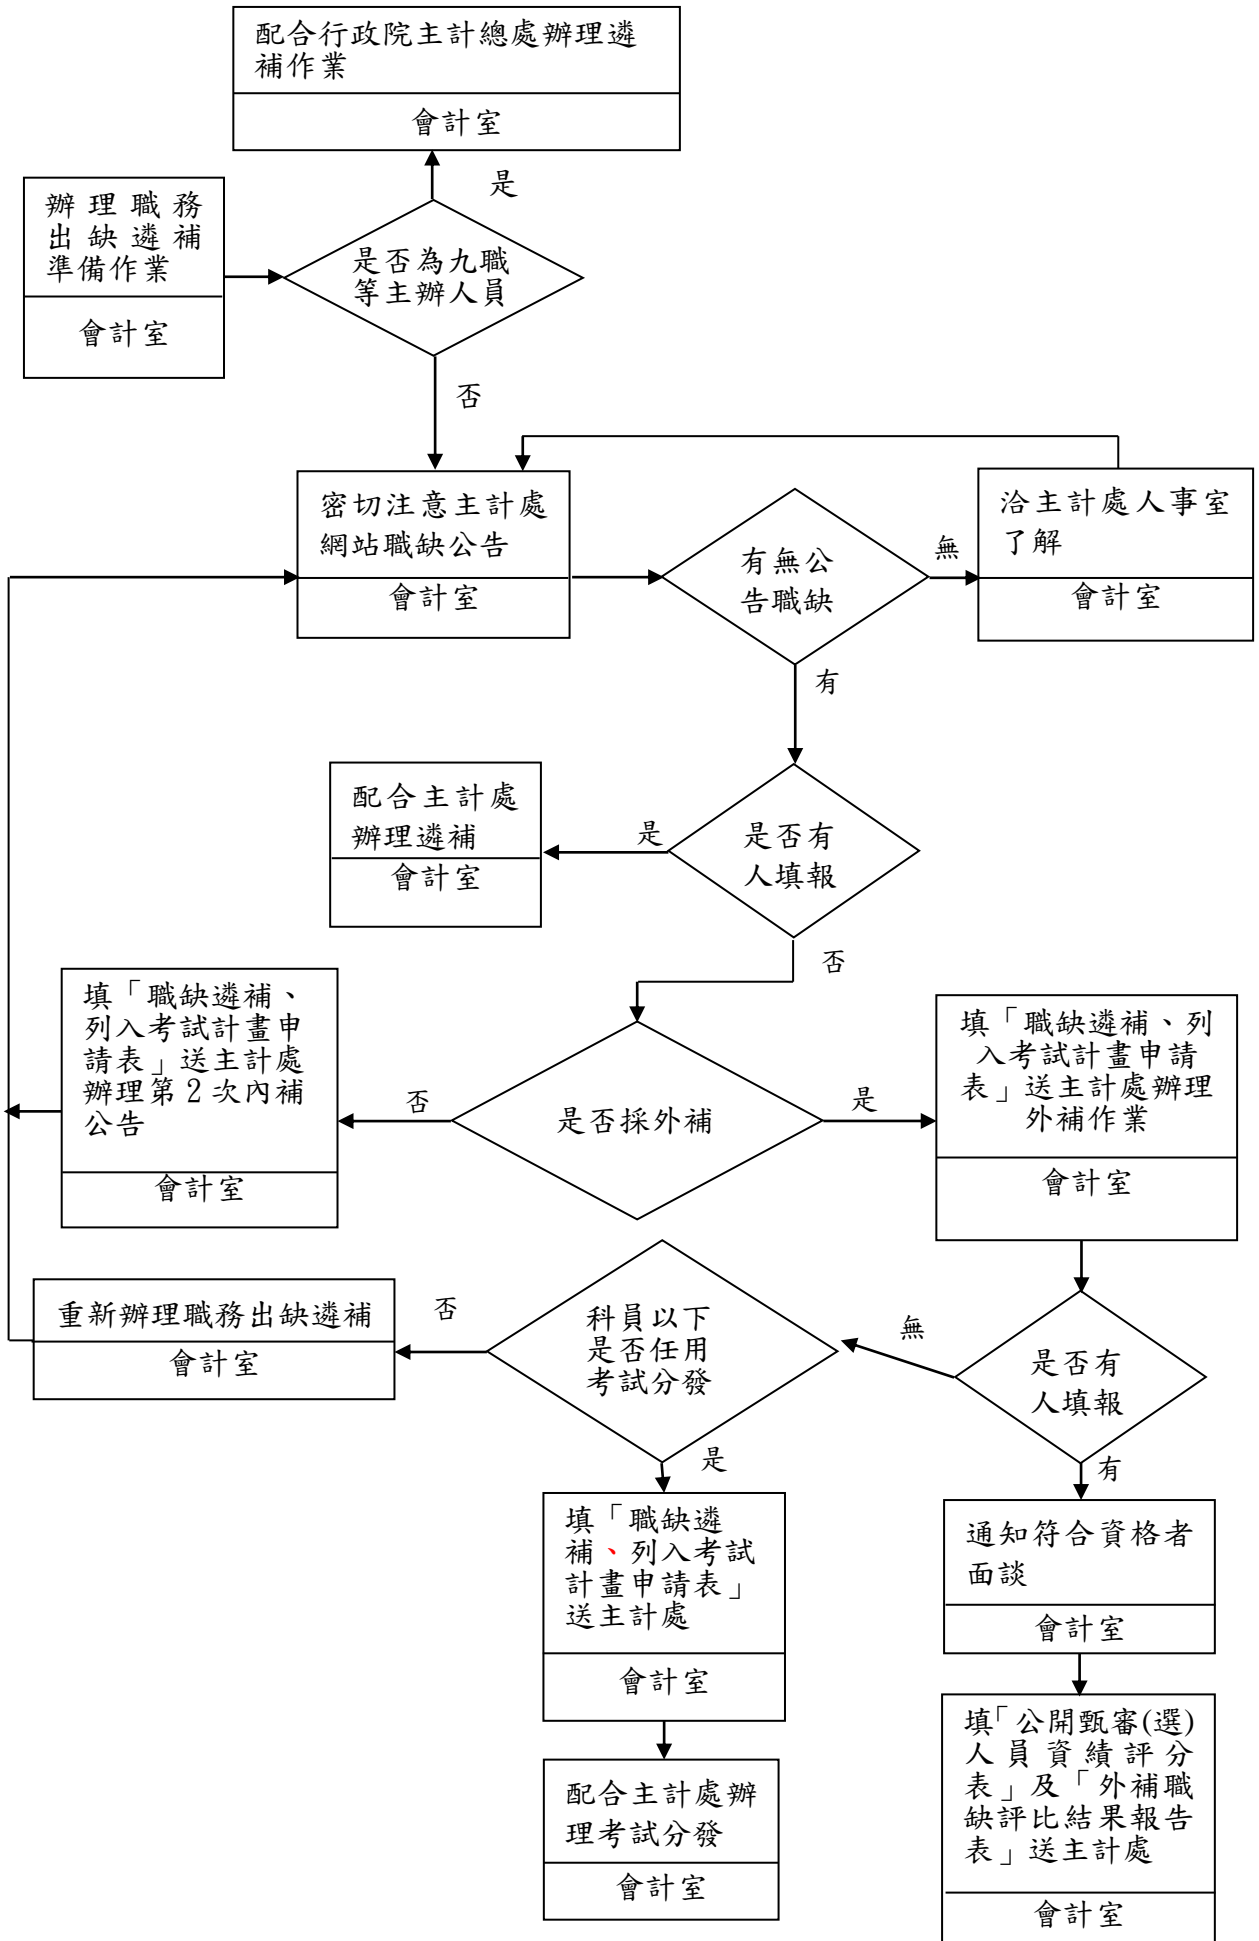 配合行政院主計總處辦理遴
補作業
會計室
是
辦理職務
出缺遴補
準備作業
會計室
是否為九職
等主辦人員
否
密切注意主計處
網站職缺公告
會計室
有無公
告職缺
無
洽主計處人事室
了解
會計室
有
配合主計處
辦理遴補
會計室
是
是否有
人填報
否
填「職缺遴補、
列入考試計畫申
請表」送主計處
辦理第2次內補
公告
會計室
否
是否採外補
是
填「職缺遴補、列
入考試計畫申請
表」送主計處辦理
外補作業
會計室
重新辦理職務出缺遴補
會計室
否
科員以下
是否任用
考試分發
無
是否有
人填報
是
有
填「職缺遴
補、列入考試
計畫申請表」
送主計處
會計室
通知符合資格者
面談
會計室
配合主計處辦
理考試分發
會計室
填「公開甄審(選)
人員資績評分
表」及「外補職
缺評比結果報告
表」送主計處
會計室